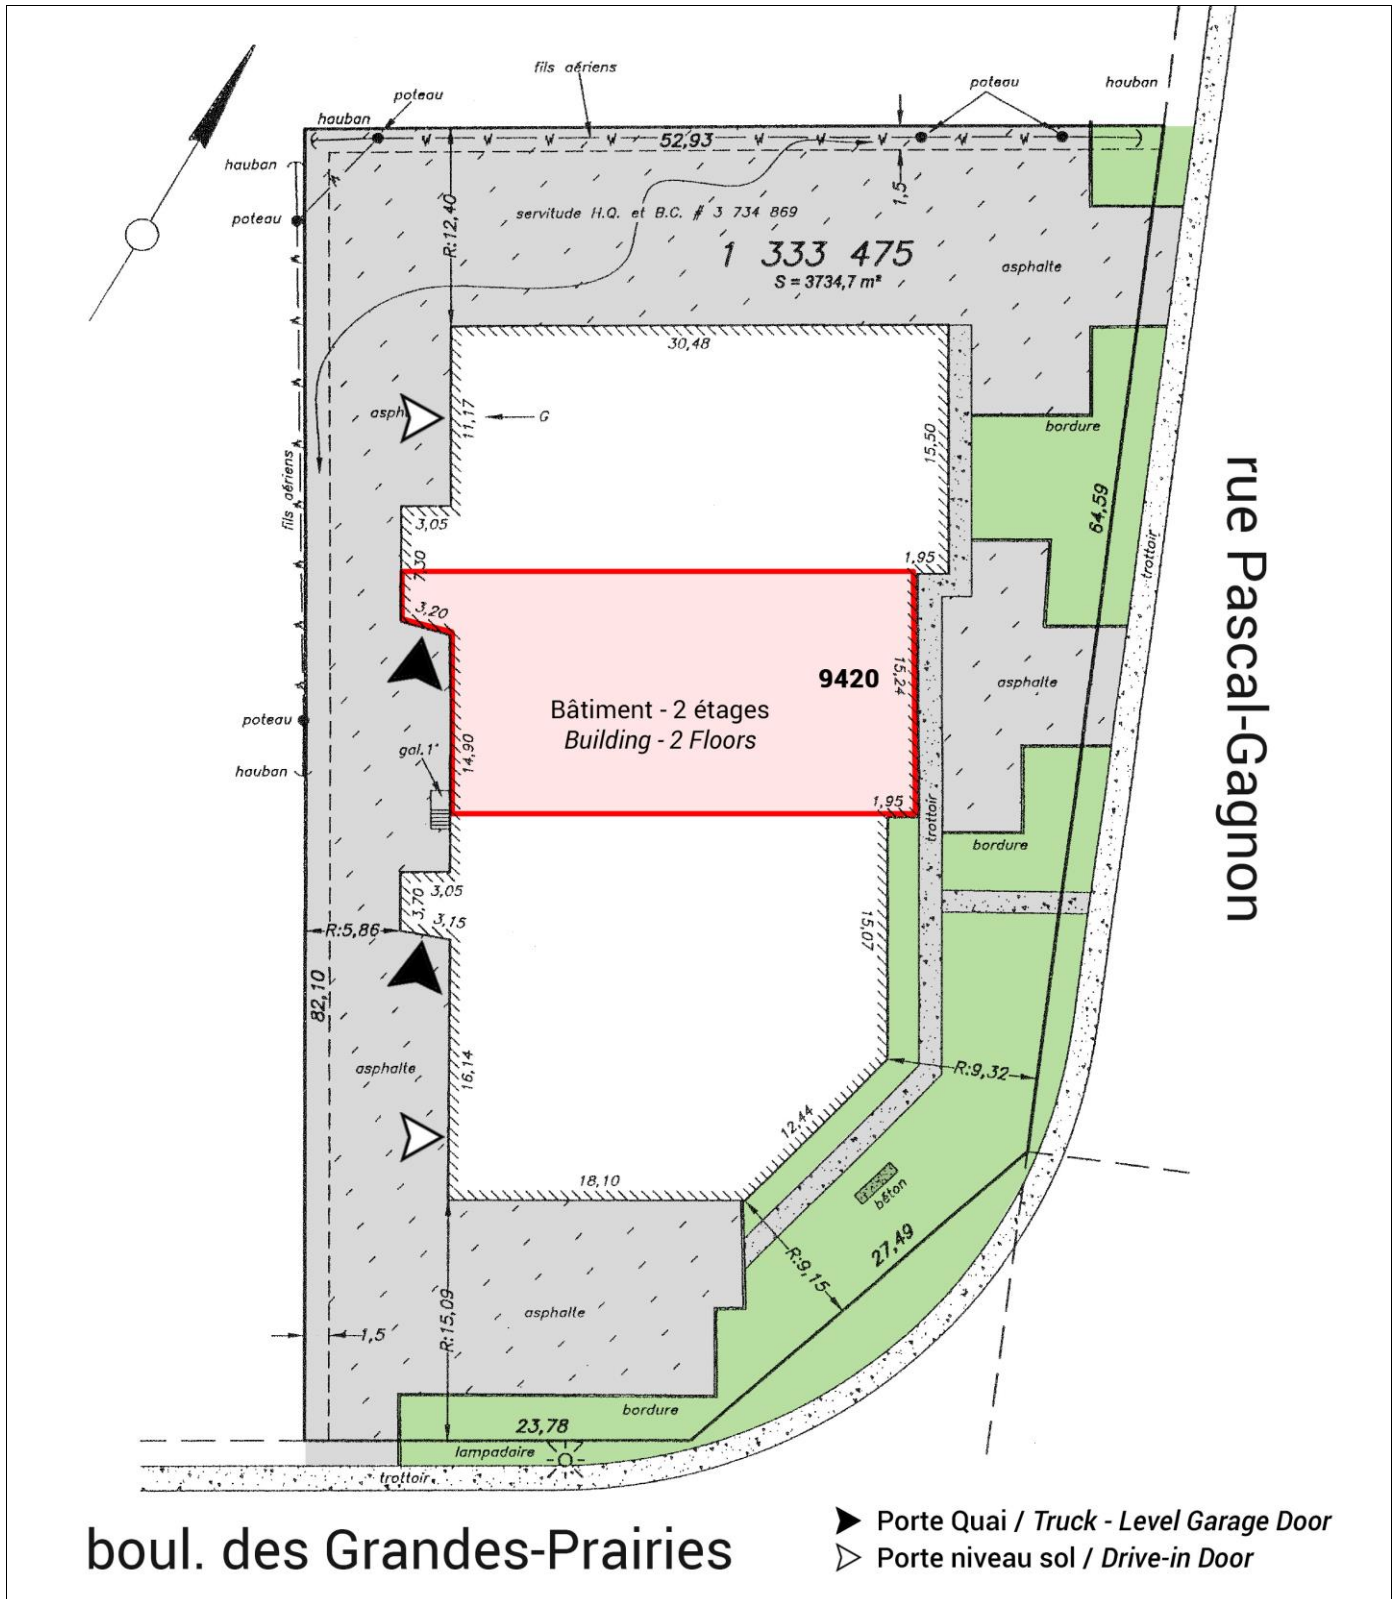 fils aériens
poteau
poteau
hauban
hauban
52,93
hauban
1,5
poteau
R:12,40
servitude H.Q. et B.C. # 3 734 869
1 333 475
S = 3734,7 m²
asphalte
30,48
asph
11,17
G
bordure
15,50
fils aériens
64,59
rue Pascal-Gagnon
3,05
trottoir
7,30
1,95
3,20
9420
15,24
asphalte
Bâtiment - 2 étages
Building - 2 Floors
poteau
gal.1°
14,90
hauban
1,95
trottoir
bordure
3,05
3,70
3,15
R:5,86
15,07
82,10
asphalte
16,14
R:9,32
12,44
18,10
béton
27,49
R:9,15
asphalte
R:15,09
1,5
bordure
23,78
lampadaire
trottoir
boul. des Grandes-Prairies
Porte Quai / Truck - Level Garage Door
Porte niveau sol / Drive-in Door